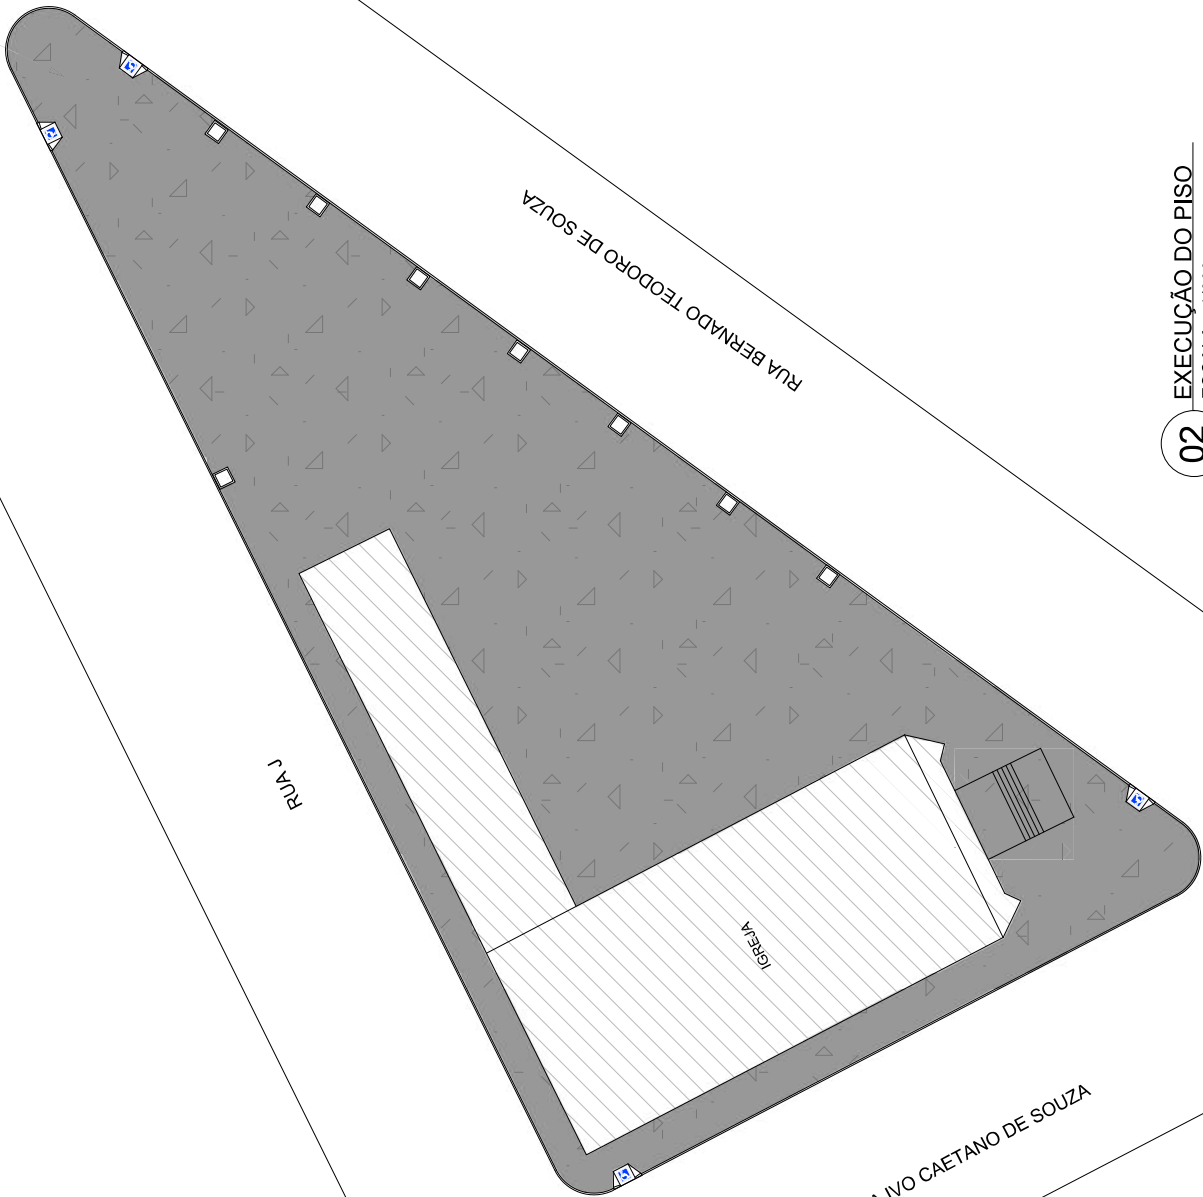 RUA BERNADO TEODORO DE SOUZA
EXECUÇÃO DO PISO
02
RUA J
IGREJA
IVO CAETANO DE SOUZA